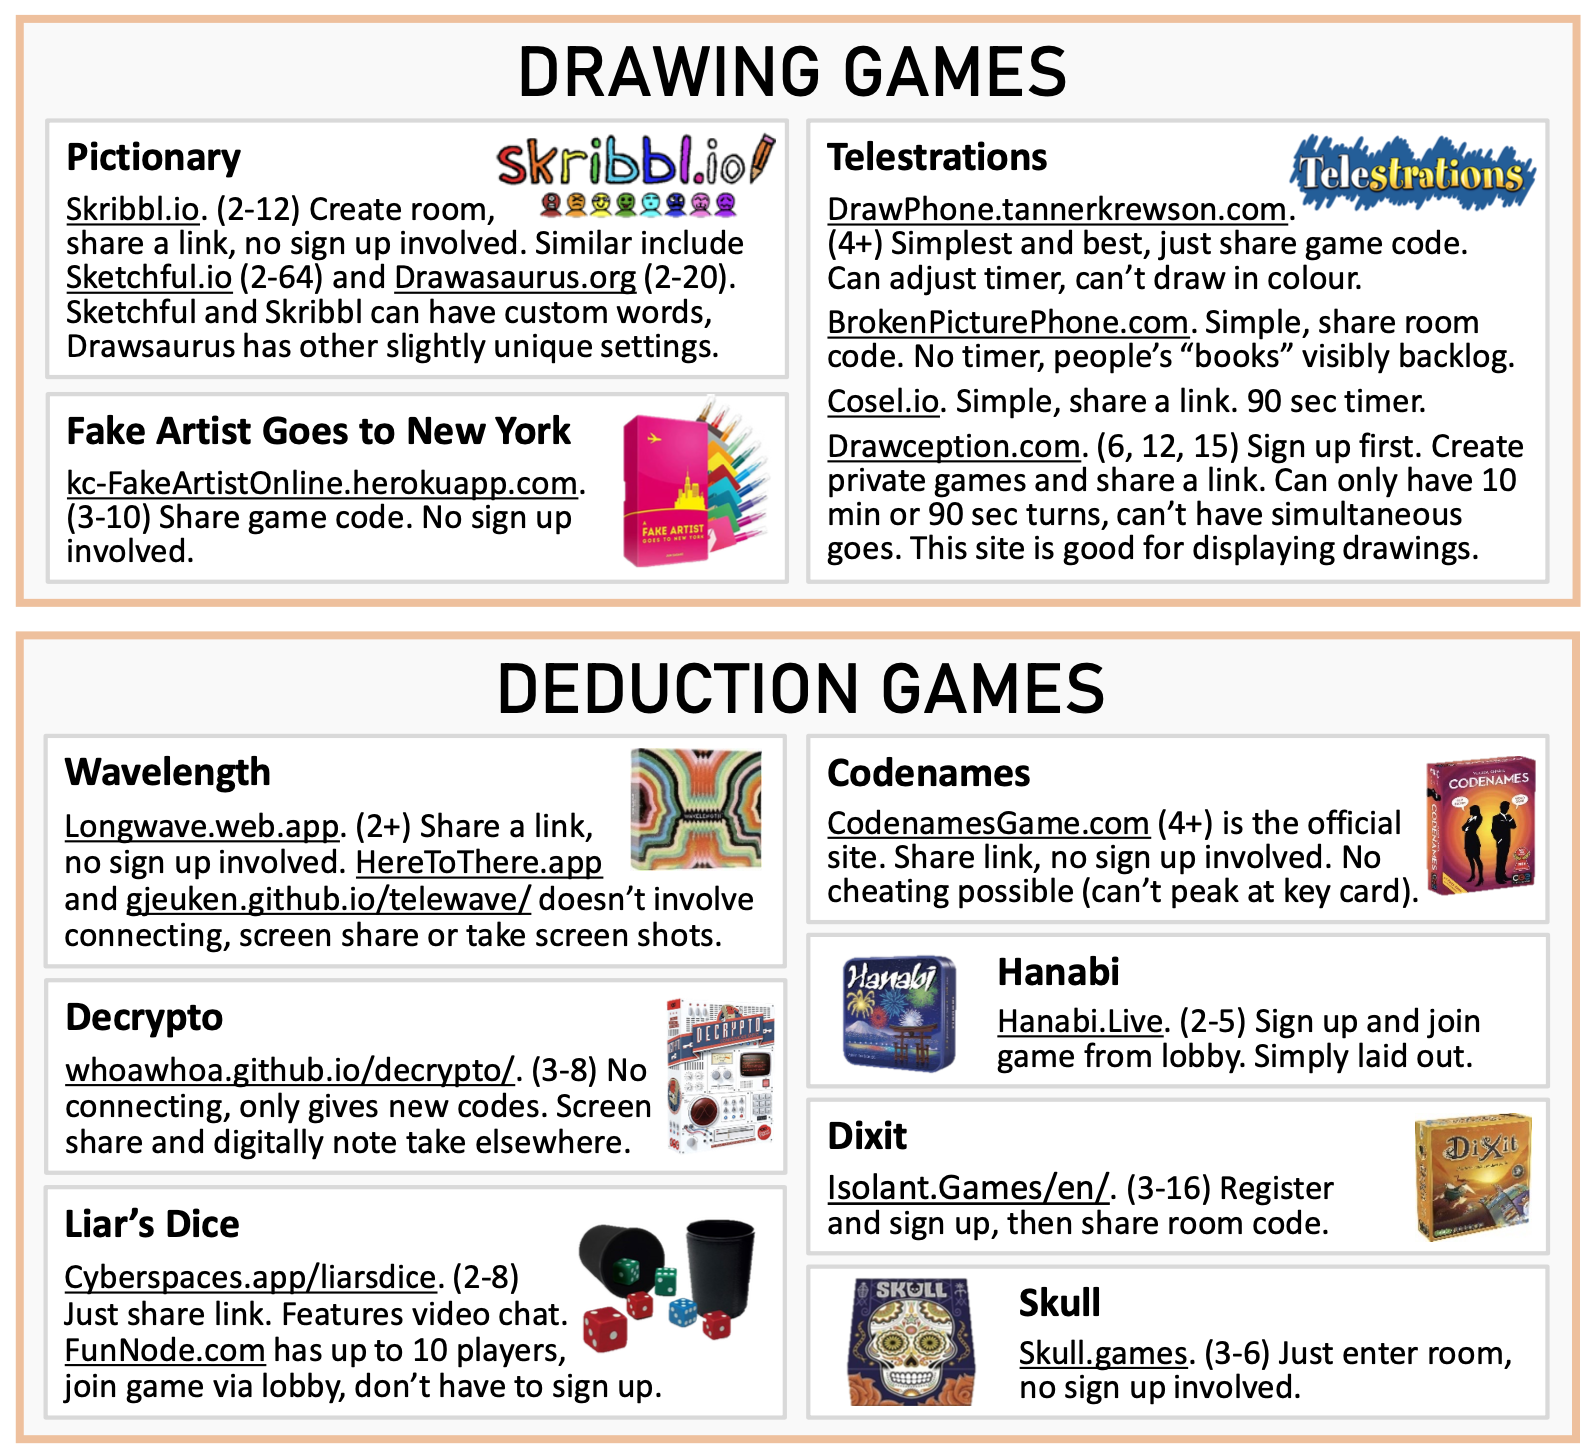 DRAWING GAMES
Pictionary
skribbl.io
Skribbl.io. (2-12) Create room,
share a link, no sign up involved. Similar include
Sketchful.io (2-64) and Drawasaurus.org (2-20).
Sketchful and Skribbl can have custom words,
Drawsaurus has other slightly unique settings.
Fake Artist Goes to New York
kc-FakeArtistOnline.herokuapp.com.
(3-10) Share game code. No sign up
involved.
A
FAKE ARTIST
GOES TO NEW YORK
Telestrations
Telestrations
DrawPhone.tannerkrewson.com.
(4+) Simplest and best, just share game code.
Can adjust timer, can’t draw in colour.
BrokenPicturePhone.com. Simple, share room
code. No timer, people’s “books” visibly backlog.
Cosel.io. Simple, share a link. 90 sec timer.
Drawception.com. (6, 12, 15) Sign up first. Create
private games and share a link. Can only have 10
min or 90 sec turns, can’t have simultaneous
goes. This site is good for displaying drawings.
DEDUCTION GAMES
Wavelength
Longwave.web.app. (2+) Share a link,
no sign up involved. HereToThere.app
and gjeuken.github.io/telewave/ doesn’t involve
connecting, screen share or take screen shots.
WAVELENGTH
Decrypto
whoawhoa.github.io/decrypto/. (3-8) No
connecting, only gives new codes. Screen
share and digitally note take elsewhere.
DECRYPTO
Liar’s Dice
Cyberspaces.app/liarsdice. (2-8)
Just share link. Features video chat.
FunNode.com has up to 10 players,
join game via lobby, don’t have to sign up.
Codenames
CodenamesGame.com (4+) is the official
site. Share link, no sign up involved. No
cheating possible (can’t peak at key card).
CODENAMES
CODENAMES
Hanabi
Hanabi
Hanabi.Live. (2-5) Sign up and join
game from lobby. Simply laid out.
Dixit
Isolant.Games/en/. (3-16) Register
and sign up, then share room code.
DiXit
SKULL
Skull
Skull.games. (3-6) Just enter room,
no sign up involved.